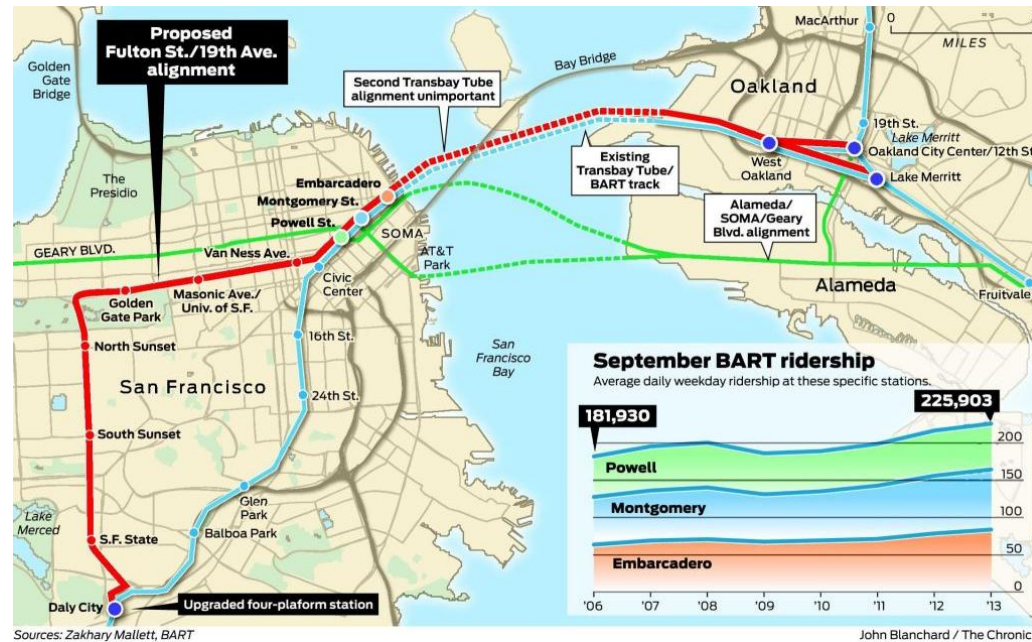 Proposed
Fulton St./19th Ave.
alignment
Golden
Gate
Bridge
The
Presidio
Second Transbay Tube
alignment unimportant
Bay Bridge
MacArthur
0
MILES
Oakland
19th St.
Lake Merritt
Oakland City Center/12th St
West
Oakland
Lake Merritt
Existing
Transbay Tube/
BART track
Alameda/
SOMA/Geary
Blvd. alignment
Embarcadero
Montgomery St.
Powell St.
SOMA
AT&T
Park
GEARY BLVD.
Van Ness Ave.
Civic
Center
Masonic Ave./
Univ. of S.F.
Golden
Gate Park
Alameda
Fruitvale
North Sunset
16th St.
San
Francisco
Bay
San Francisco
24th St.
South Sunset
Glen
Park
Lake
Merced
S.F. State
Balboa Park
Daly City
Upgraded four-plaform station
September BART ridership
Average daily weekday ridership at these specific stations.
181,930
225,903
Powell
Montgomery
Embarcadero
200
150
100
50
0
'06 '07 '08 '09 '10 '11 '12 '13
Sources: Zakhary Mallett, BART
John Blanchard / The Chronic